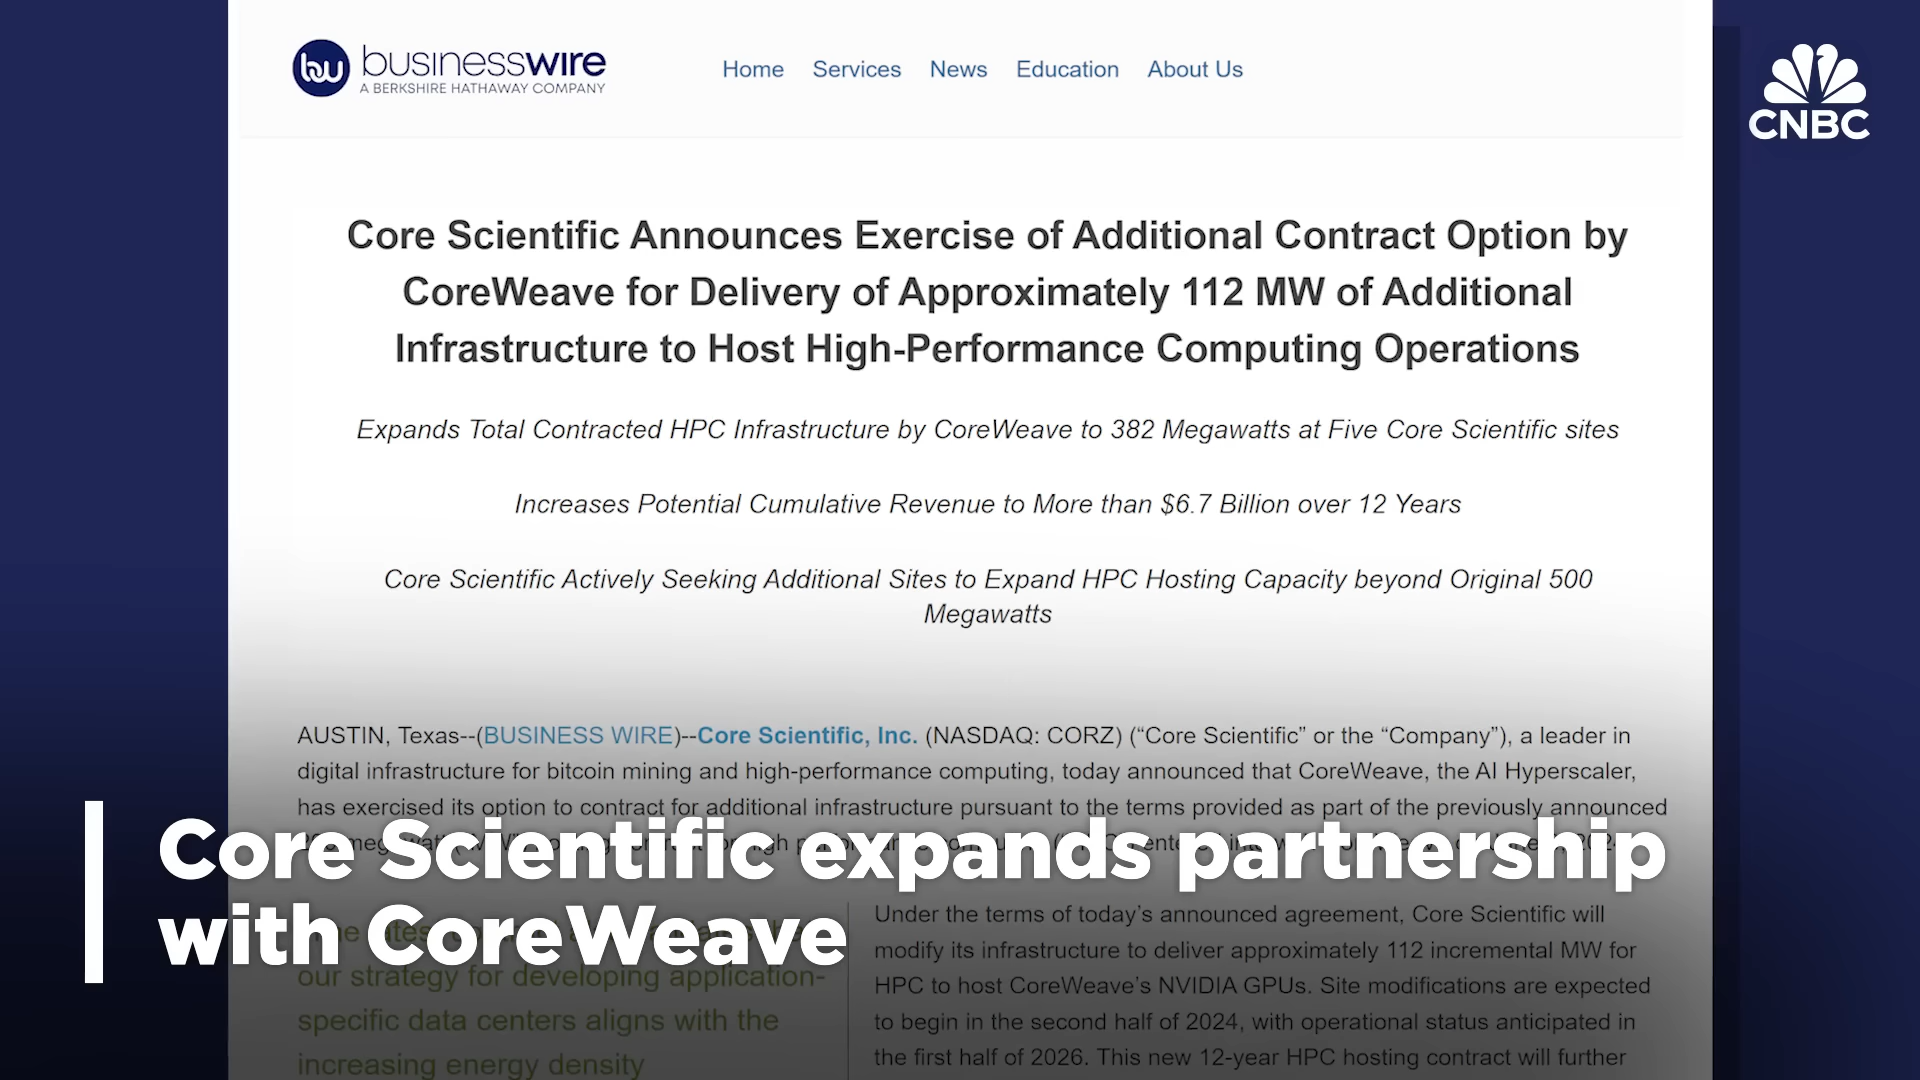 businesswire
A BERKSHIRE HATHAWAY COMPANY
Home Services News Education About Us
CNBC
Core Scientific Announces Exercise of Additional Contract Option by
CoreWeave for Delivery of Approximately 112 MW of Additional
Infrastructure to Host High-Performance Computing Operations
Expands Total Contracted HPC Infrastructure by CoreWeave to 382 Megawatts at Five Core Scientific sites
Increases Potential Cumulative Revenue to More than $6.7 Billion over 12 Years
Core Scientific Actively Seeking Additional Sites to Expand HPC Hosting Capacity beyond Original 500
Megawatts
AUSTIN, Texas--(BUSINESS WIRE)--Core Scientific, Inc. (NASDAQ: CORZ) (“Core Scientific” or the “Company”), a leader in
digital infrastructure for bitcoin mining and high-performance computing, today announced that CoreWeave, the AI Hyperscaler,
has exercised its option to contract for additional infrastructure pursuant to the terms provided as part of the previously announced
Core Scientific expands partnership
with CoreWeave
our strategy for developing application-
specific data centers aligns with the
increasing energy density
Under the terms of today’s announced agreement, Core Scientific will
modify its infrastructure to deliver approximately 112 incremental MW for
HPC to host CoreWeave’s NVIDIA GPUs. Site modifications are expected
to begin in the second half of 2024, with operational status anticipated in
the first half of 2026. This new 12-year HPC hosting contract will further